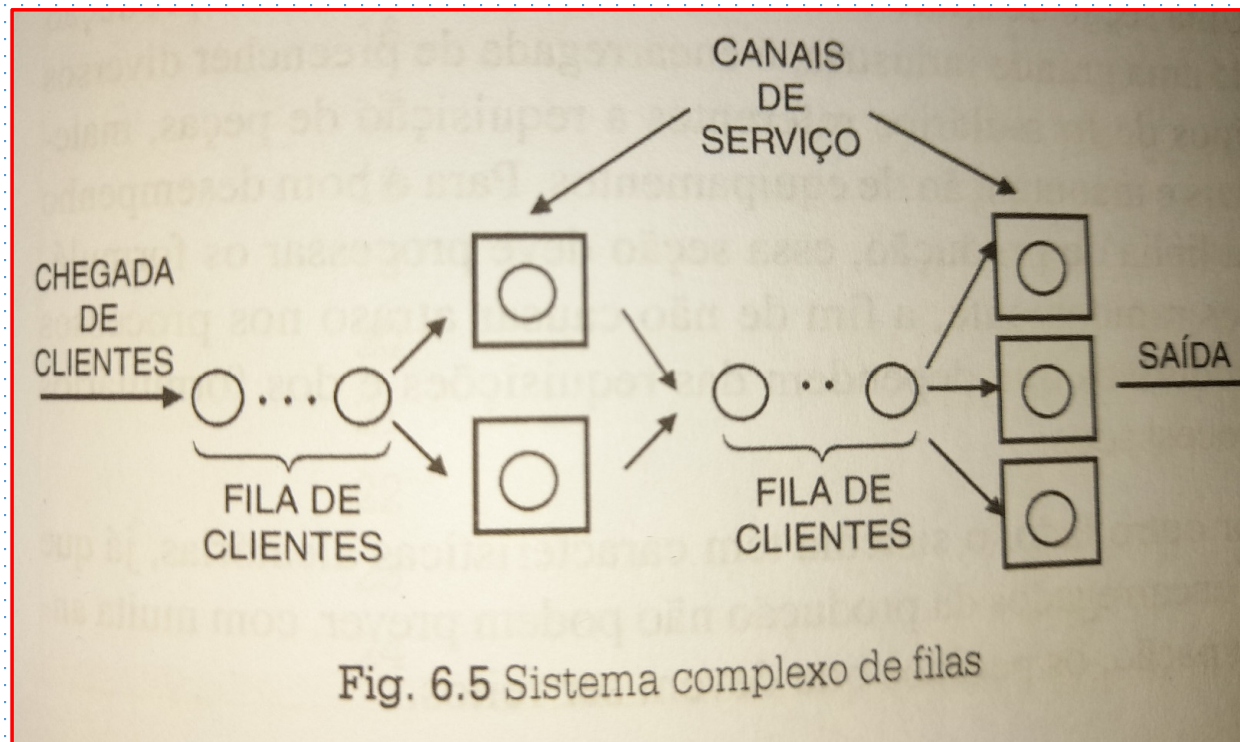 CANAIS
DE
SERVIÇO
CHEGADA
DE
CLIENTES
FILA DE
CLIENTES
FILA DE
CLIENTES
SAÍDA
Fig. 6.5 Sistema complexo de filas